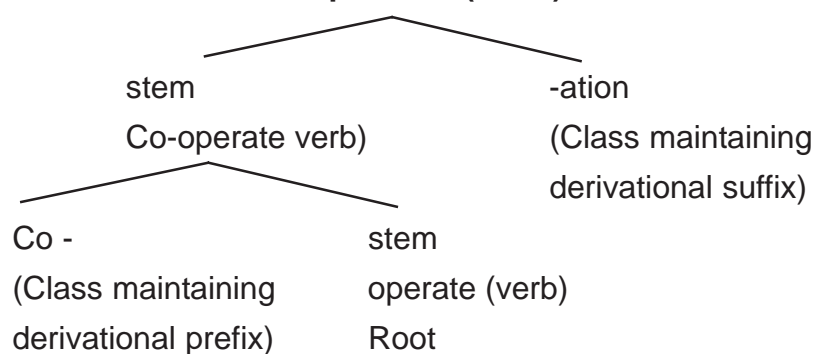 stem -ation
Co-operate verb) (Class maintaining
derivational suffix)
Co - stem
(Class maintaining operate (verb)
derivational prefix) Root